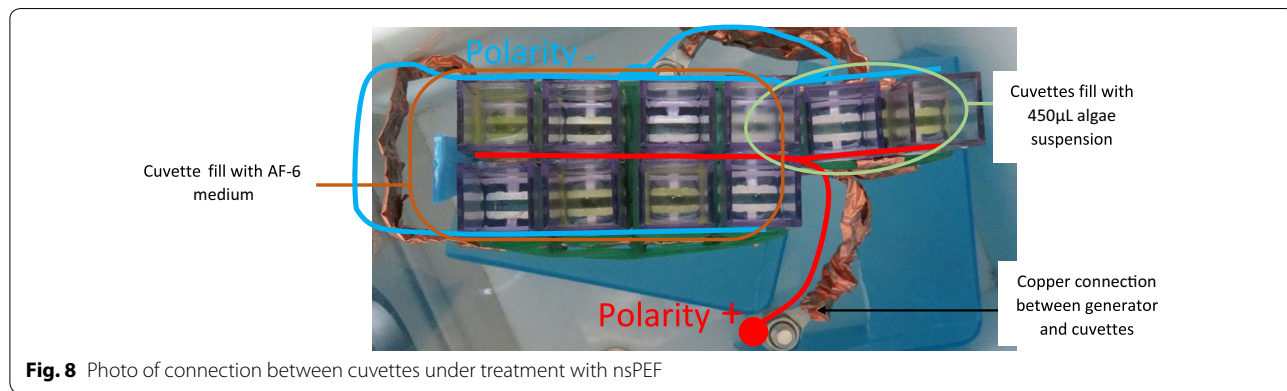 Polarity -
Cuvettes fill with
450µL algae
suspension
Cuvette fill with AF-6
medium
Polarity +
Copper connection
between generator
and cuvettes
Fig. 8 Photo of connection between cuvettes under treatment with nsPEF